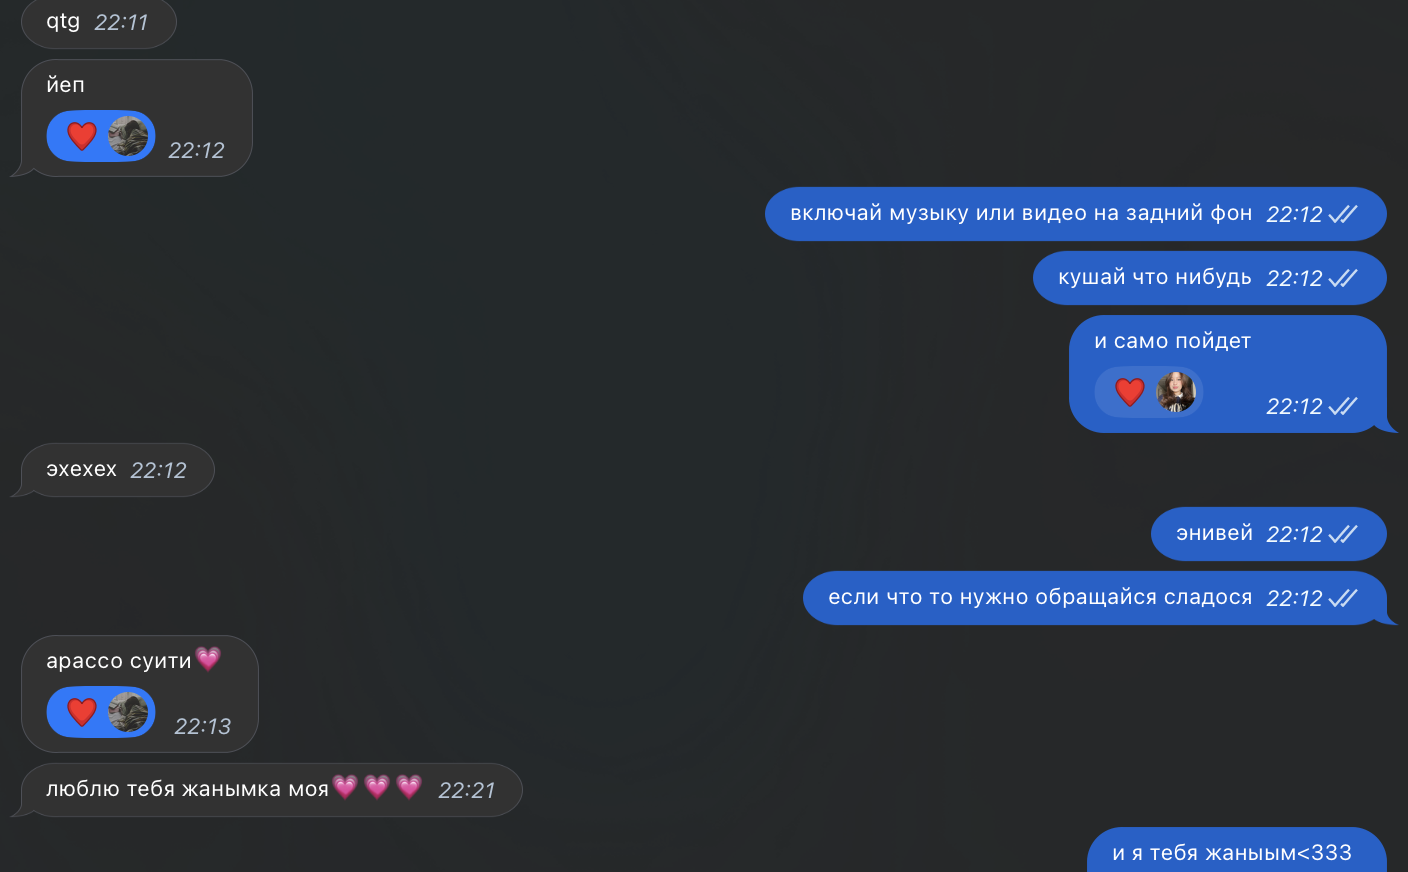 qtg 22:11
йеп
❤️ 22:12
включай музыку или видео на задний фон 22:12
кушай что нибудь 22:12
и само пойдет
❤️ 22:12
эхехех 22:12
энивей 22:12
если что то нужно обращайся сладося 22:12
арассо суити💗
❤️ 22:13
люблю тебя жанымка моя💗💗💗 22:21
и я тебя жаныым<333